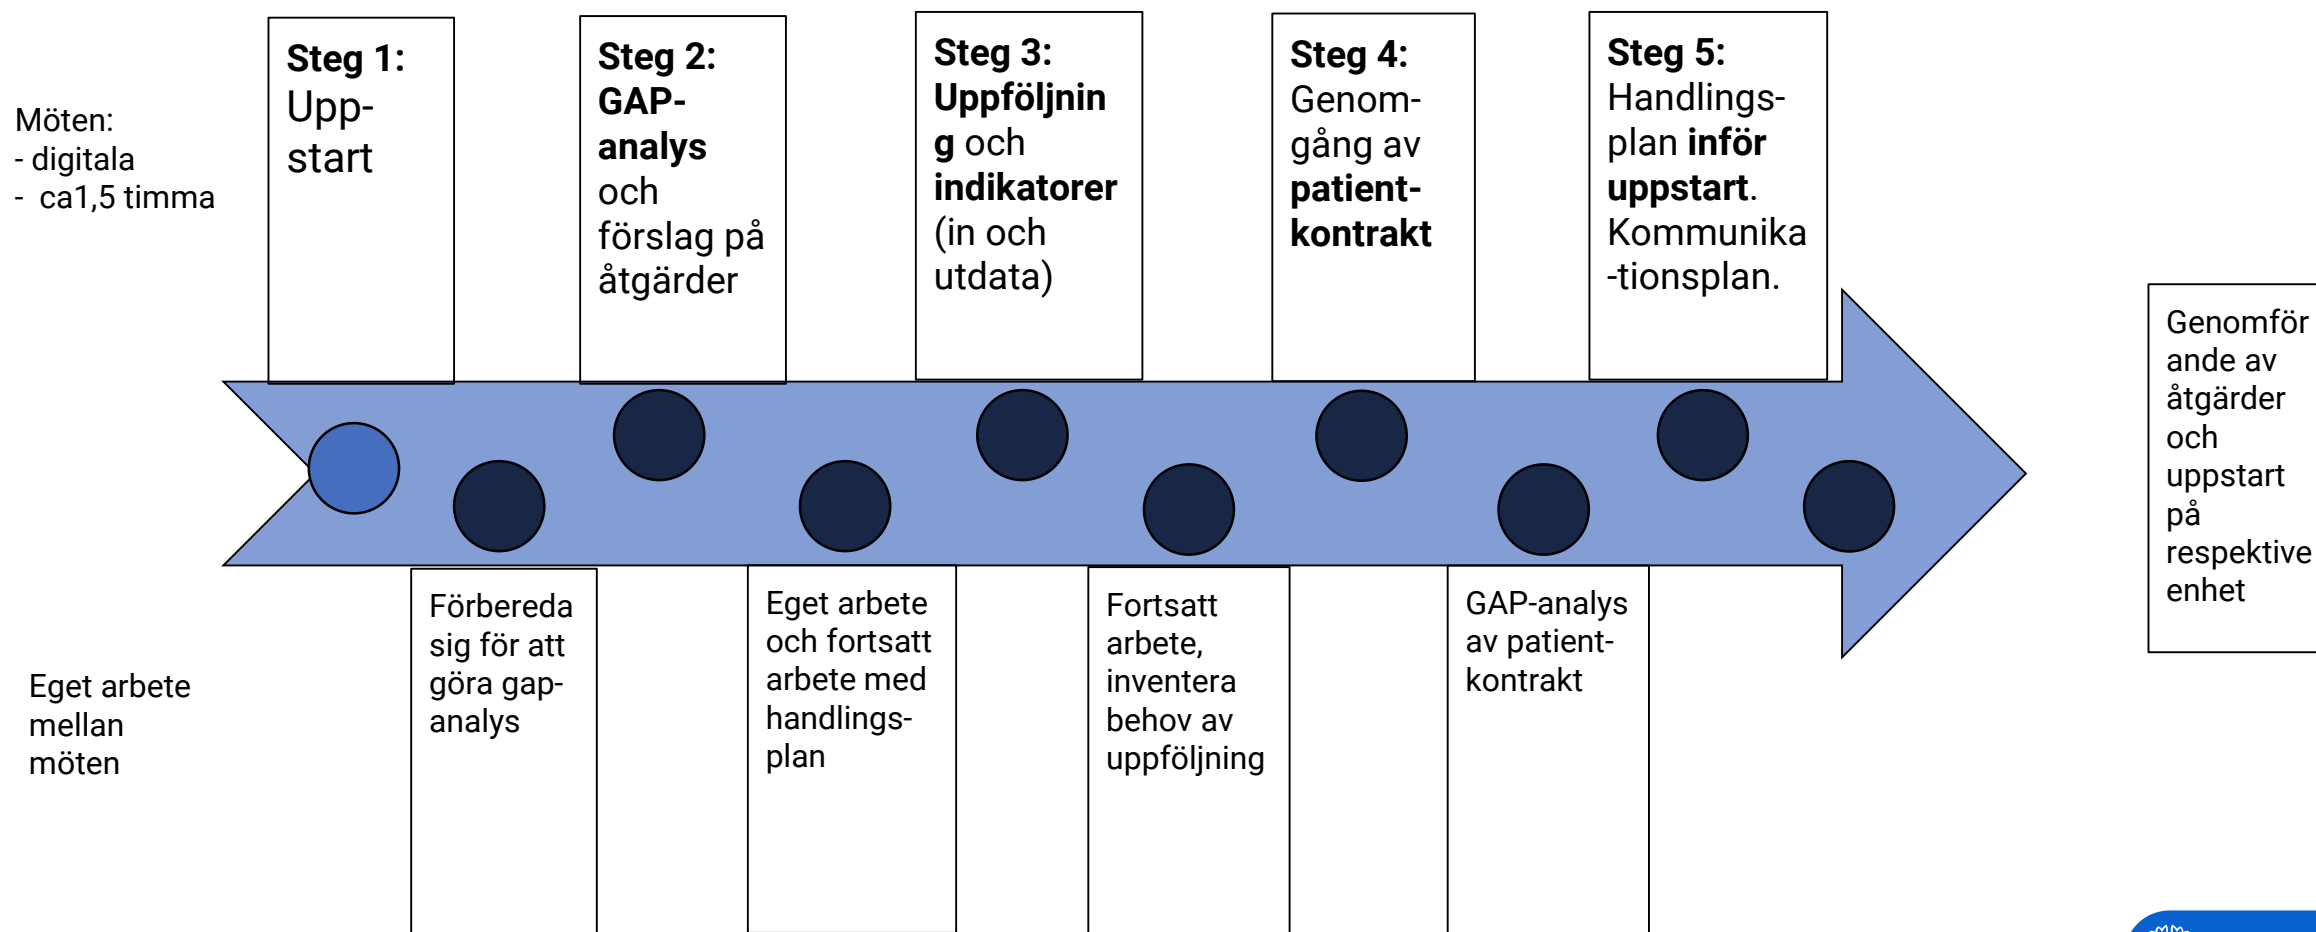 Möten:
- digitala
- ca1,5 timma
Steg 1:
Upp-
start
Steg 2:
GAP-
analys
och
förslag på
åtgärder
Steg 3:
Uppföljnin
g och
indikatorer
(in och
utdata)
Steg 4:
Genom-
gång av
patient-
kontrakt
Steg 5:
Handlings-
plan inför
uppstart.
Kommunika
-tionsplan.
Genomför
ande av
åtgärder
och
uppstart
på
respektive
enhet
Eget arbete
mellan
möten
Förbereda
sig för att
göra gap-
analys
Eget arbete
och fortsatt
arbete med
handlings-
plan
Fortsatt
arbete,
inventera
behov av
uppföljning
GAP-analys
av patient-
kontrakt